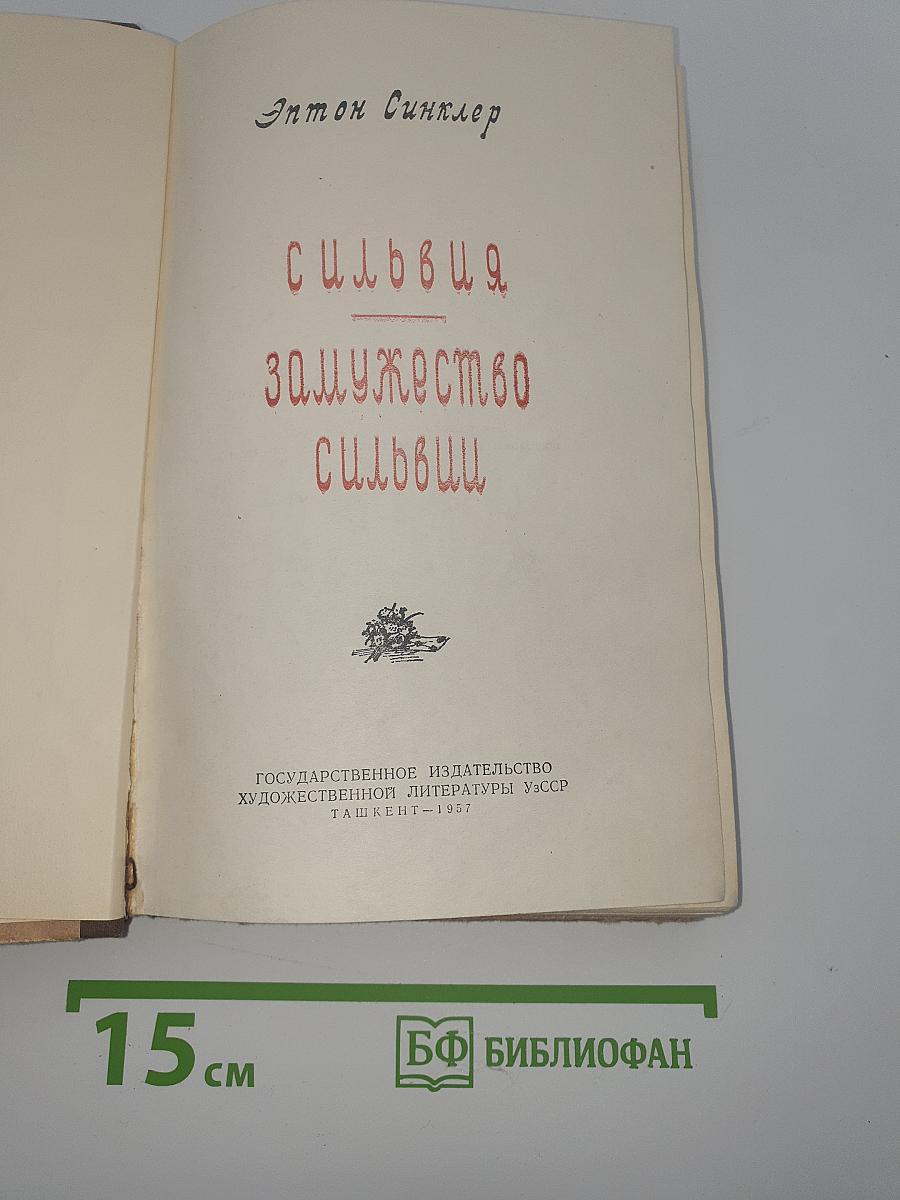 Эптон Синклер
Сильвия
Замужество
Сильвии
ГОСУДАРСТВЕННОЕ ИЗДАТЕЛЬСТВО
ХУДОЖЕСТВЕННОЙ ЛИТЕРАТУРЫ УзССР
ТАШКЕНТ—1957
15 см
БФ БИБЛИОФАН